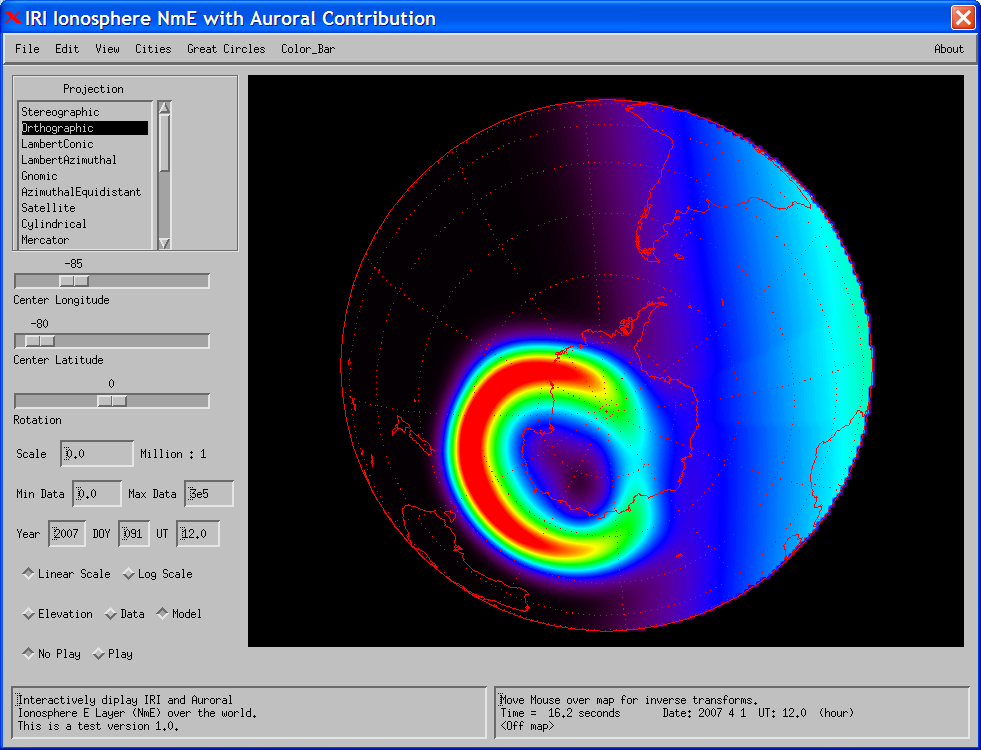 IRI Ionosphere NmE with Auroral Contribution
File Edit View Cities Great Circles Color_Bar About
Projection
Stereographic
Orthographic
LambertConic
LambertAzimuthal
Gnomic
AzimuthalEquidistant
Satellite
Cylindrical
Mercator
-85
Center Longitude
-80
Center Latitude
0
Rotation
Scale 0.0 Million : 1
Min Data 0.0 Max Data 3e5
Year 2007 DOY 091 UT 12.0
Linear Scale Log Scale
Elevation Data Model
No Play Play
Interactively diplay IRI and Auroral
Ionosphere E Layer (NmE) over the world.
This is a test version 1.0.
Move Mouse over map for inverse transforms.
Time = 16.2 seconds Date: 2007 4 1 UT: 12.0 (hour)
<Off map>